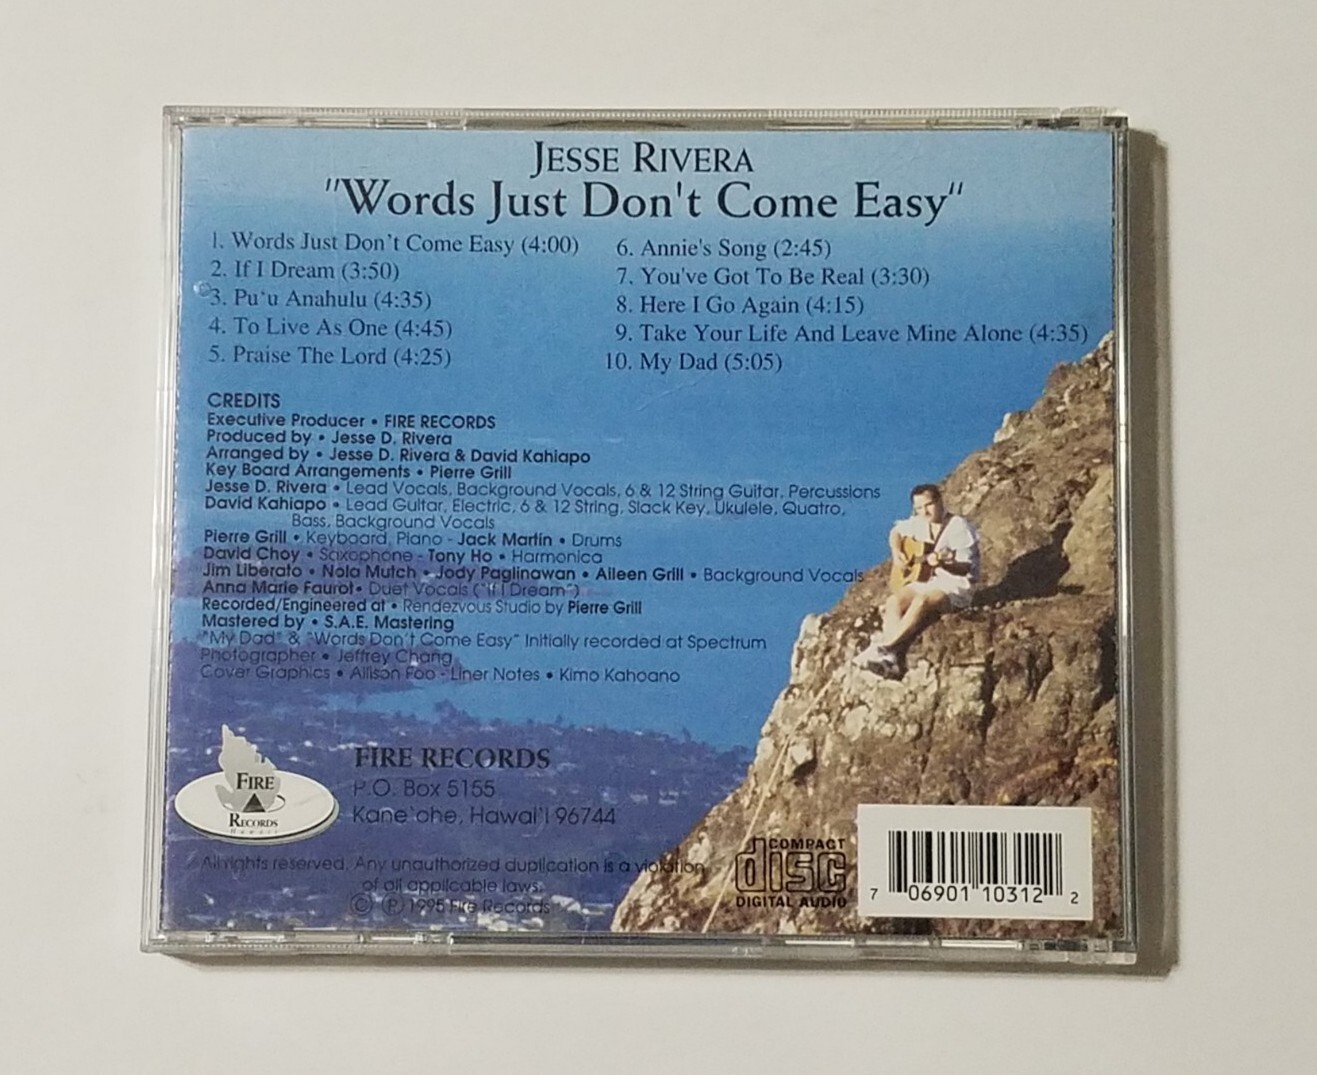 JESSE RIVERA
"Words Just Don't Come Easy"
1. Words Just Don't Come Easy (4:00)
2. If I Dream (3:50)
3. Pu'u Anahulu (4:35)
4. To Live As One (4:45)
5. Praise The Lord (4:25)
6. Annie's Song (2:45)
7. You've Got To Be Real (3:30)
8. Here I Go Again (4:15)
9. Take Your Life And Leave Mine Alone (4:35)
10. My Dad (5:05)
CREDITS
Executive Producer • FIRE RECORDS
Produced by • Jesse D. Rivera
Arranged by • Jesse D. Rivera & David Kahiapo
Key Board Arrangements • Pierre Grill
Jesse D. Rivera • Lead Vocals, Background Vocals, 6 & 12 String Guitar, Percussions
David Kahiapo • Lead Guitar, Electric, 6 & 12 String, Slack Key, Ukulele, Quatro,
Bass, Background Vocals
Pierre Grill • Keyboard, Piano - Jack Martin • Drums
David Choy • Saxophone - Tony Ho • Harmonica
Jim Liberato • Nola Mutch • Jody Paglinawan • Aileen Grill • Background Vocals
Anna Marie Faurot • Duet Vocals ("If I Dream")
Recorded/Engineered at • Rendezvous Studio by Pierre Grill
Mastered by • S.A.E. Mastering
"My Dad" & "Words Don't Come Easy" Initially recorded at Spectrum
Photographer • Jeffrey Chang
Cover Graphics • Allison Foo - Liner Notes • Kimo Kahoano
FIRE
RECORDS
Hawaii
FIRE RECORDS
P.O. Box 5155
Kane'ohe, Hawai'i 96744
All rights reserved. Any unauthorized duplication is a violation
of all applicable laws.
© ℗ 1995 Fire Records
COMPACT
disc
DIGITAL AUDIO
7 06901 10312 2